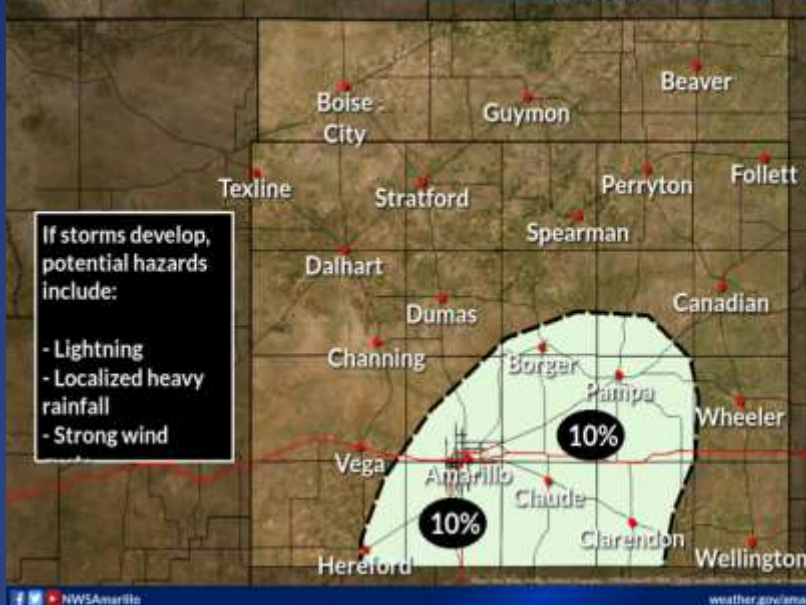 Beaver
Boise
City
Guymon
Texline
Stratford
Perryton
Follett
Spearman
If storms develop,
potential hazards
include:
- Lightning
- Localized heavy
rainfall
- Strong wind
Dalhart
Dumas
Canadian
Channing
Borger
Pampa
Wheeler
10%
Vega
Amarillo
Claude
10%
Clarendon
Hereford
Wellington
NWSAmarillo
weather.gov/ama